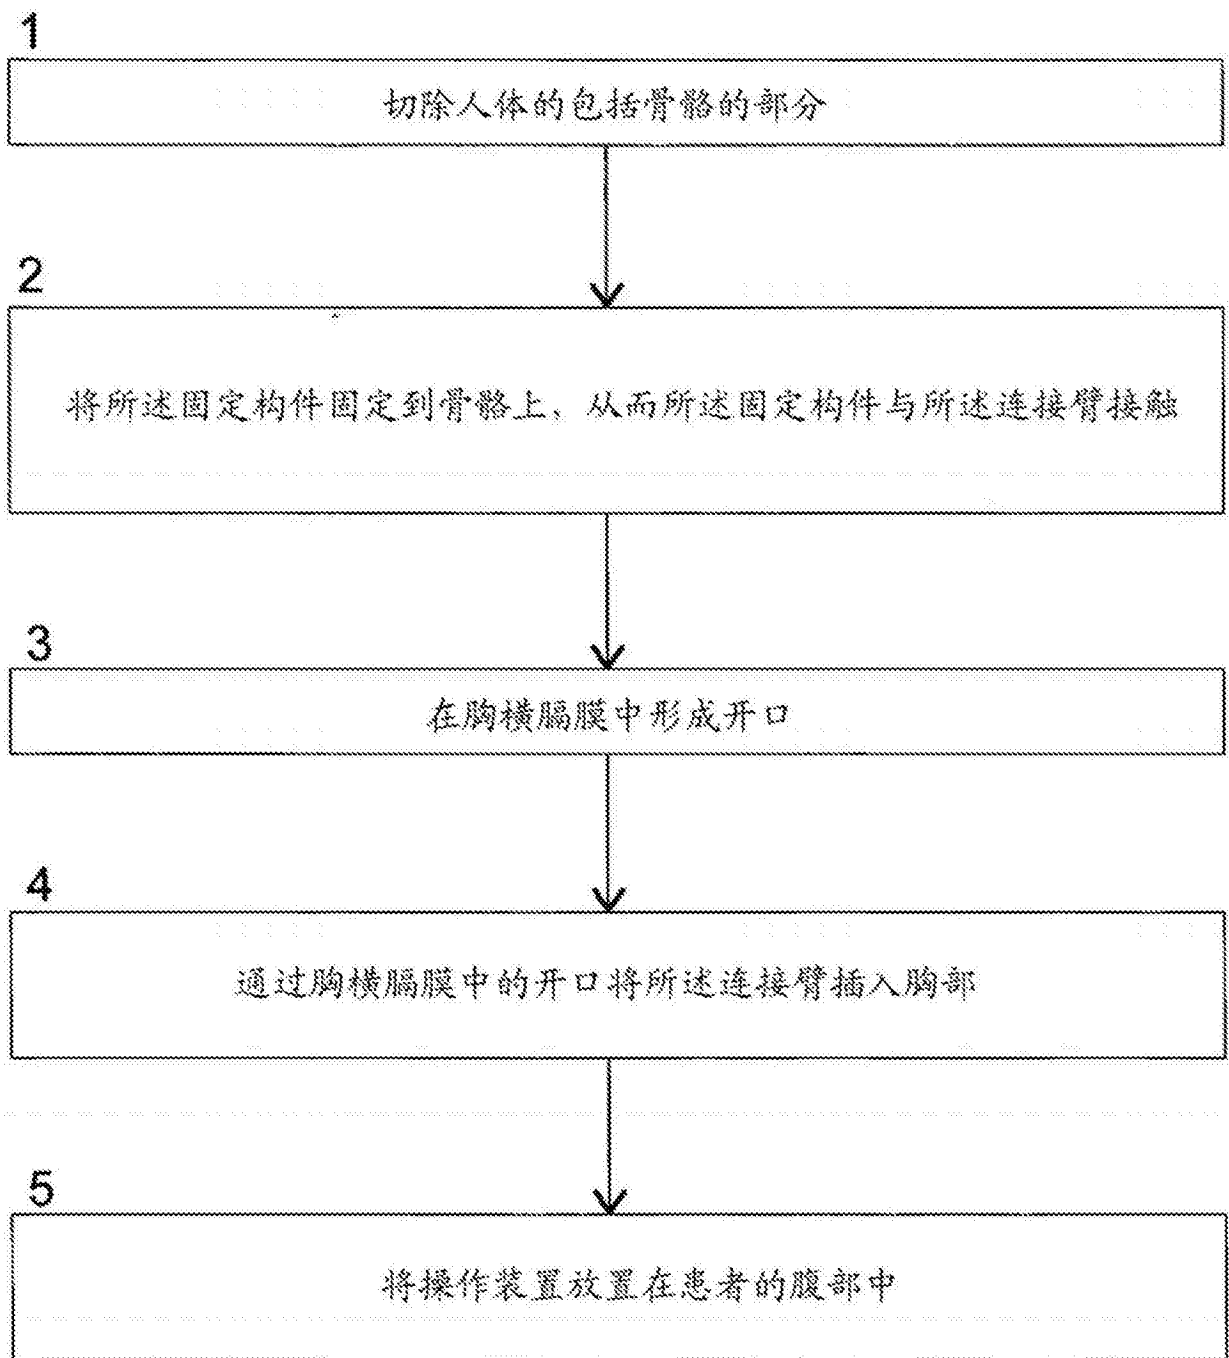 1
切除人体的包括骨骼的部分
2
将所述固定构件固定到骨骼上，从而所述固定构件与所述连接臂接触
3
在胸横膈膜中形成开口
4
通过胸横膈膜中的开口将所述连接臂插入胸部
5
将操作装置放置在患者的腹部中